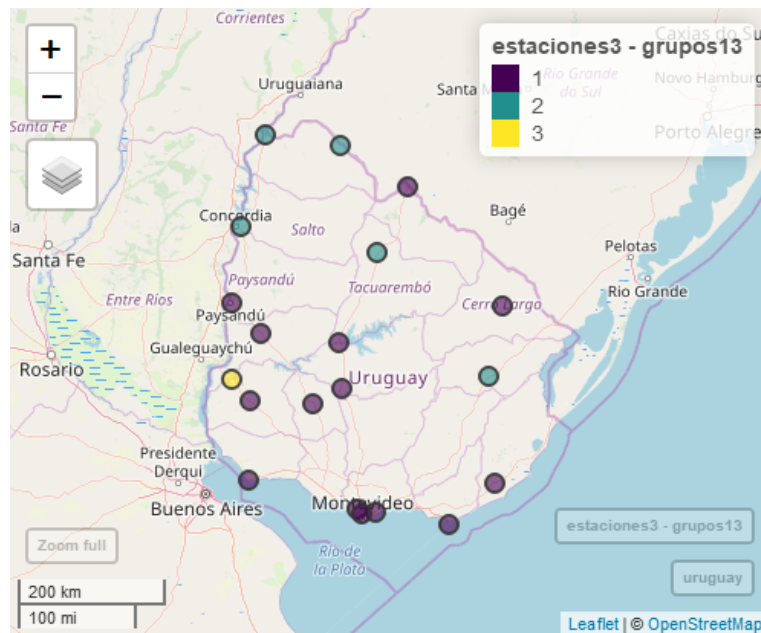 Corrientes
+
−
estaciones3 - grupos13
1
2
3
Caxias do Su
Uruguaiana
Santa M
Rio Grande
do Sul
Novo Hamburg
Santa Fe
Porto Alegre
Concordia
Salto
Bagé
la
Santa Fe
Pelotas
Entre Ríos
Paysandú
Tacuarembó
Cerro Largo
Rio Grande
Paysandú
Gualeguaychú
Rosario
Uruguay
Presidente
Derqui
Buenos Aires
Montevideo
Zoom full
Río de
la Plata
estaciones3 - grupos13
uruguay
200 km
100 mi
Leaflet | © OpenStreetMap